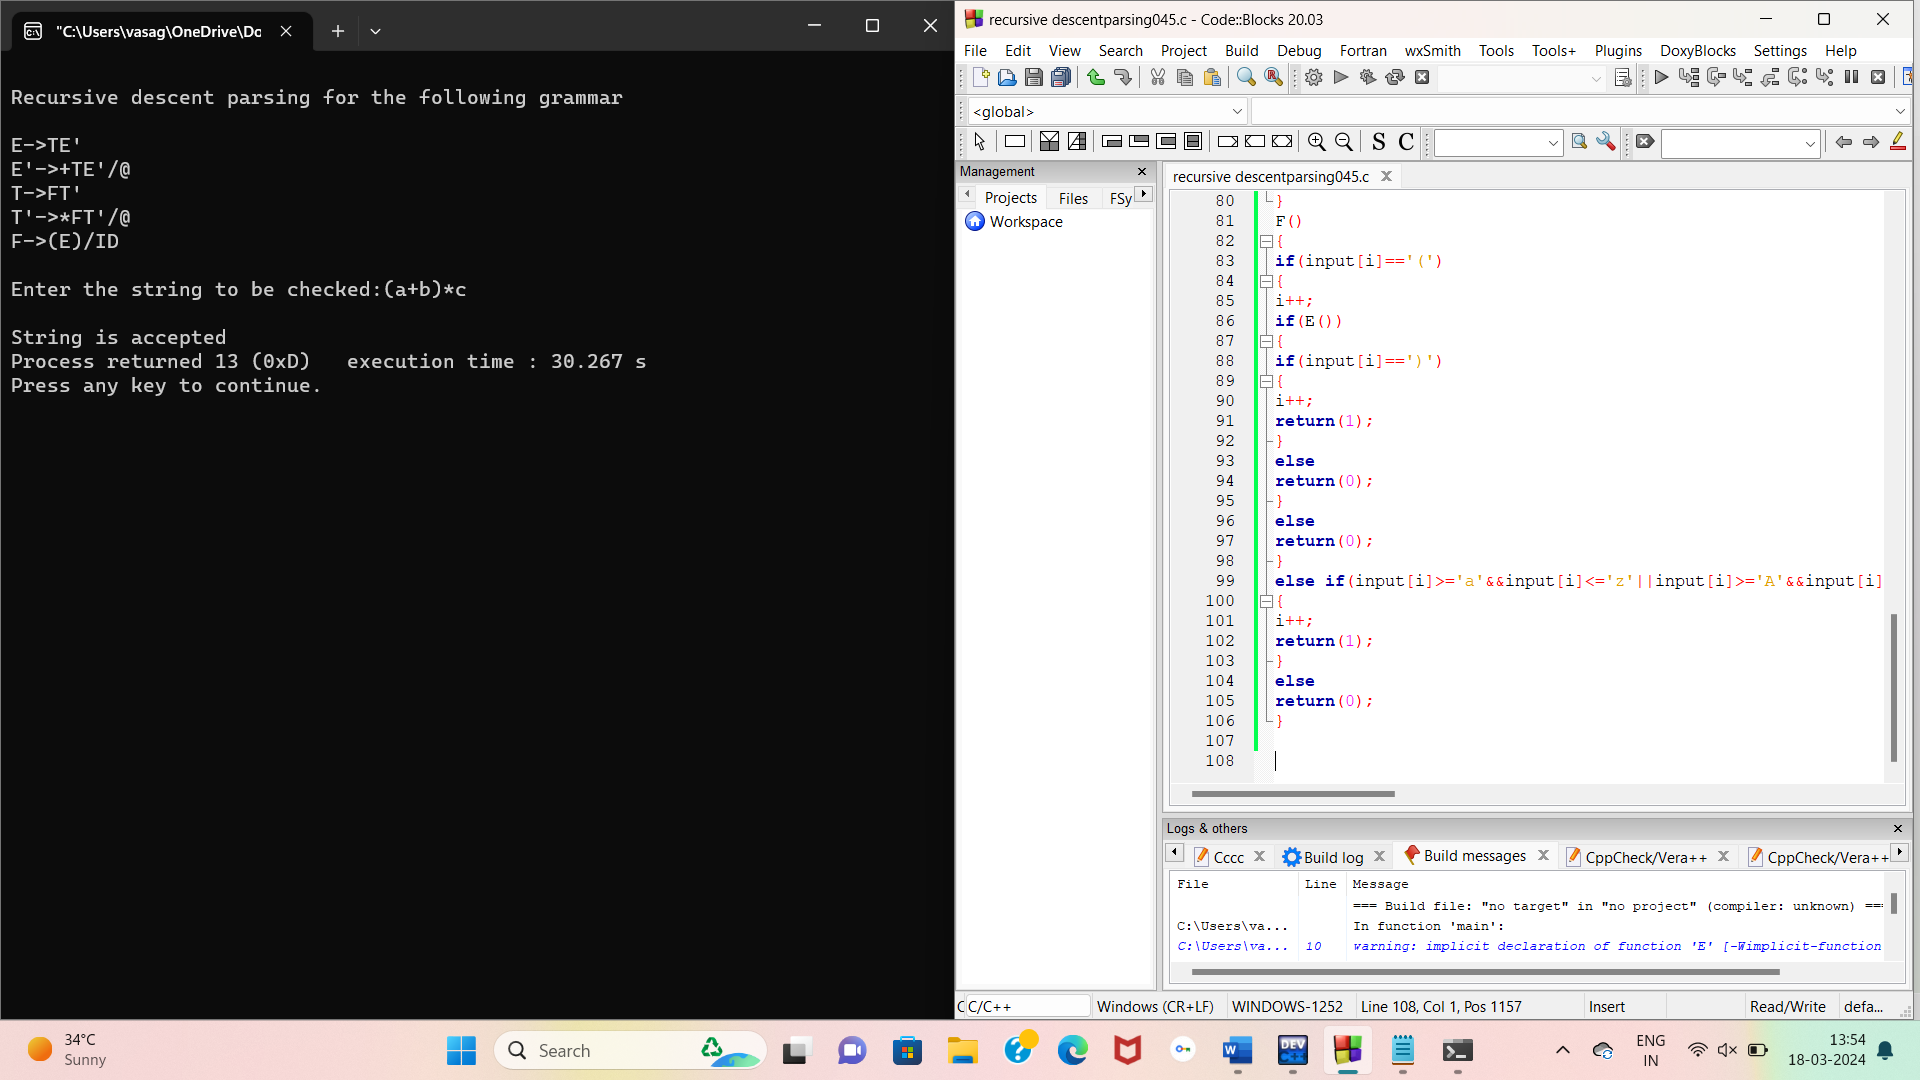 "C:\Users\vasag\OneDrive\Do
Recursive descent parsing for the following grammar
E->TE'
E'->+TE'/@
T->FT'
T'->*FT'/@
F->(E)/ID
Enter the string to be checked:(a+b)*c
String is accepted
Process returned 13 (0xD)   execution time : 30.267 s
Press any key to continue.
recursive descentparsing045.c - Code::Blocks 20.03
File Edit View Search Project Build Debug Fortran wxSmith Tools Tools+ Plugins DoxyBlocks Settings Help
<global>
S C
Management
Projects Files FSy
Workspace
recursive descentparsing045.c
80 }
81 F()
82 {
83 if(input[i]=='(')
84 {
85 i++;
86 if(E())
87 {
88 if(input[i]==')')
89 {
90 i++;
91 return(1);
92 }
93 else
94 return(0);
95 }
96 else
97 return(0);
98 }
99 else if(input[i]>='a'&&input[i]<='z'||input[i]>='A'&&input[i]
100 {
101 i++;
102 return(1);
103 }
104 else
105 return(0);
106 }
107
108
Logs & others
Cccc Build log Build messages CppCheck/Vera++ CppCheck/Vera++
File Line Message
=== Build file: "no target" in "no project" (compiler: unknown) ===
C:\Users\va... In function 'main':
C:\Users\va... 10 warning: implicit declaration of function 'E' [-Wimplicit-function
C/C++ Windows (CR+LF) WINDOWS-1252 Line 108, Col 1, Pos 1157 Insert Read/Write defa...
34°C
Sunny
Search
DEV
ENG
IN
13:54
18-03-2024